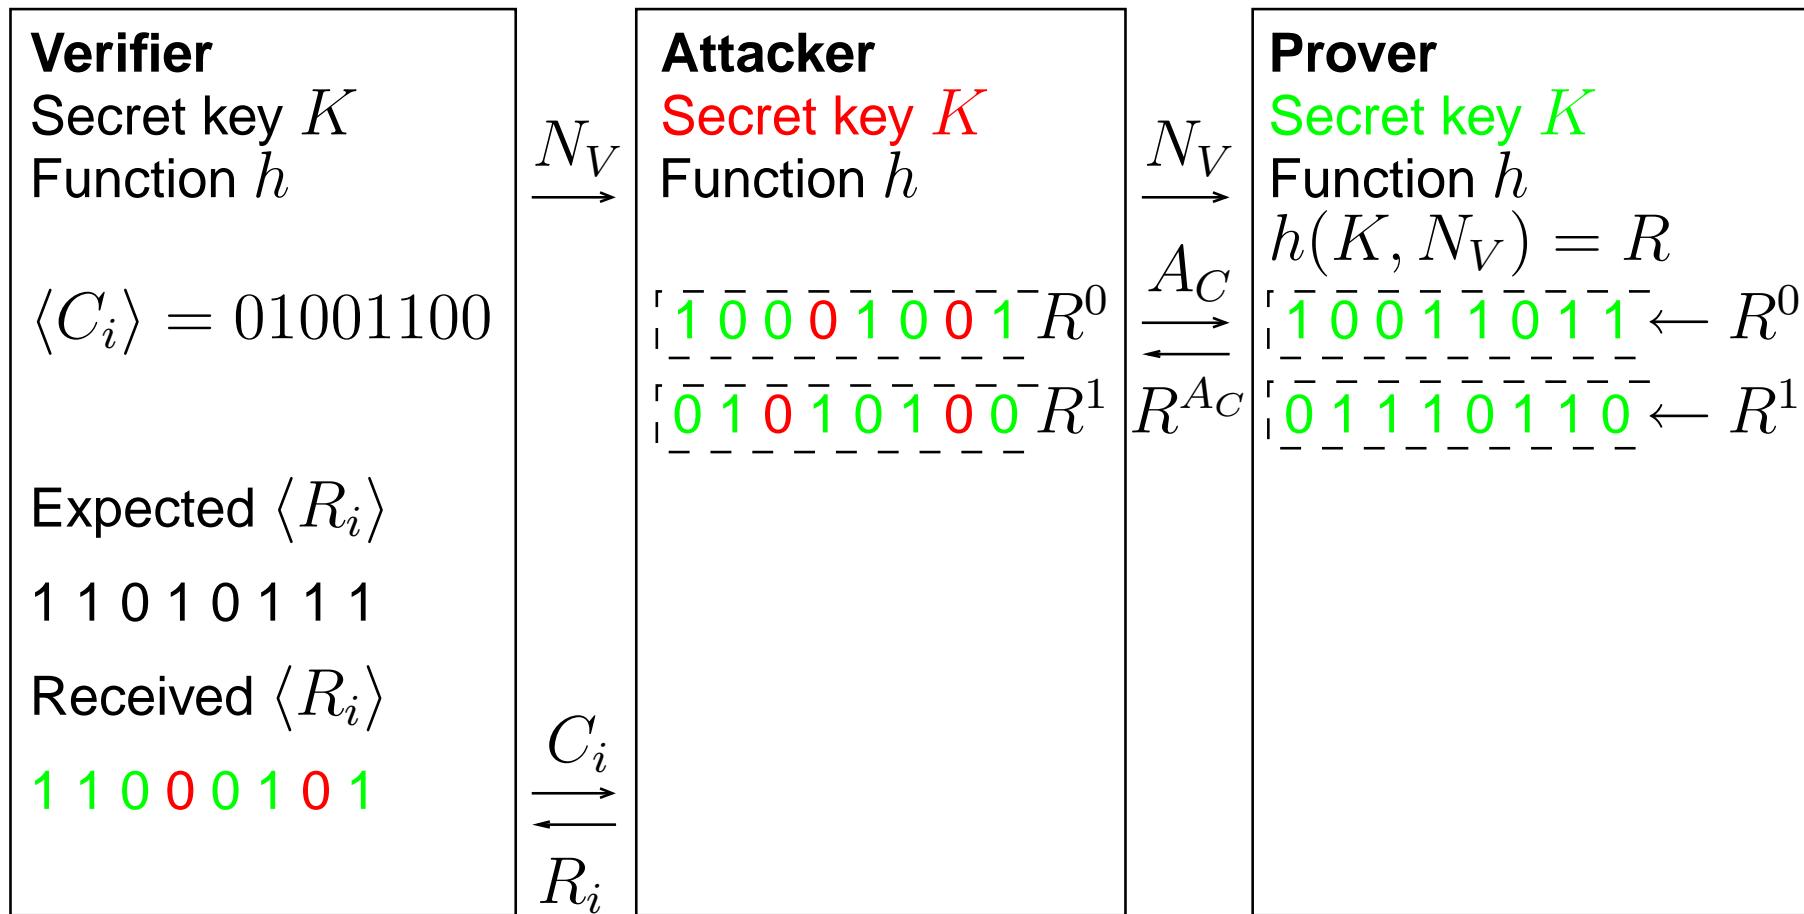 Verifier
Secret key K
Function h
⟨C_i⟩ = 01001100
Expected ⟨R_i⟩
1 1 0 1 0 1 1 1
Received ⟨R_i⟩
1 1 0 0 0 1 0 1
N_V
C_i
R_i
Attacker
Secret key K
Function h
1 0 0 0 1 0 0 1 R^0
0 1 0 1 0 1 0 0 R^1
N_V
A_C
R^{A_C}
Prover
Secret key K
Function h
h(K, N_V) = R
1 0 0 1 1 0 1 1 ← R^0
0 1 1 1 0 1 1 0 ← R^1